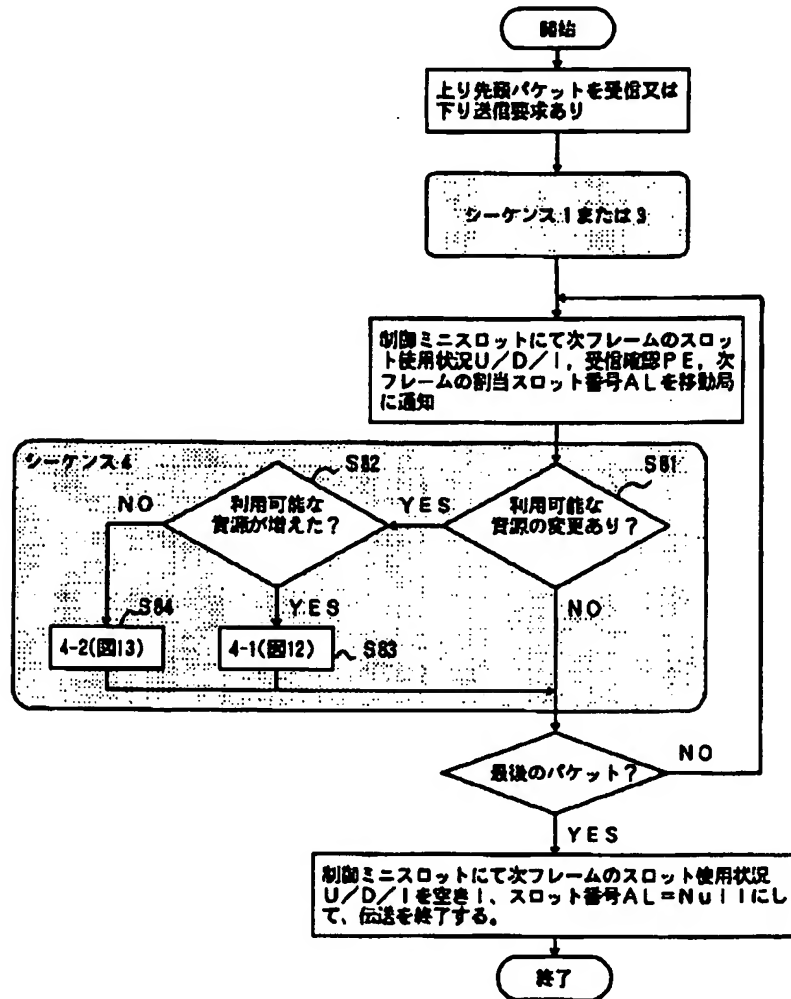 開始
上り先頭パケットを受信又は
下り送信要求あり
シーケンス1または3
制御ミニスロットにて次フレームのスロッ
ト使用状況U/D/I,受信確認PE,次
フレームの割当スロット番号ALを移動局
に通知
シーケンス4
S82
S81
NO
利用可能な
資源が増えた?
YES
利用可能な
資源の変更あり?
S84
YES
NO
4-2(図13)
4-1(図12)
S83
最後のパケット?
NO
YES
制御ミニスロットにて次フレームのスロット使用状況
U/D/Iを空きI、スロット番号AL=Nullにし
て、伝送を終了する。
終了